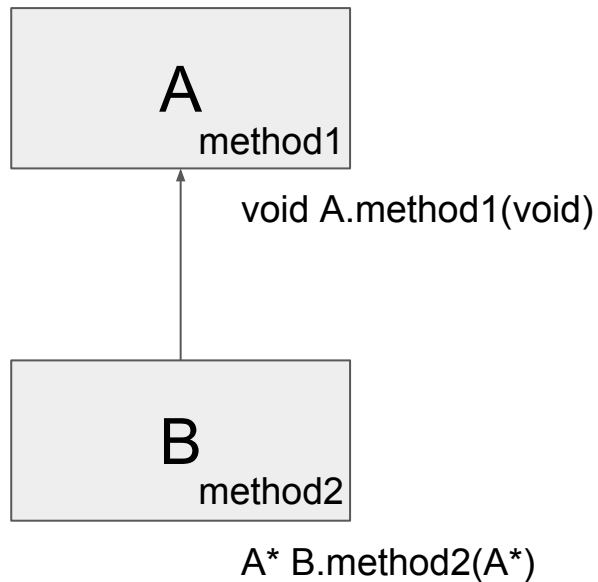 A
method1
void A.method1(void)
B
method2
A* B.method2(A*)